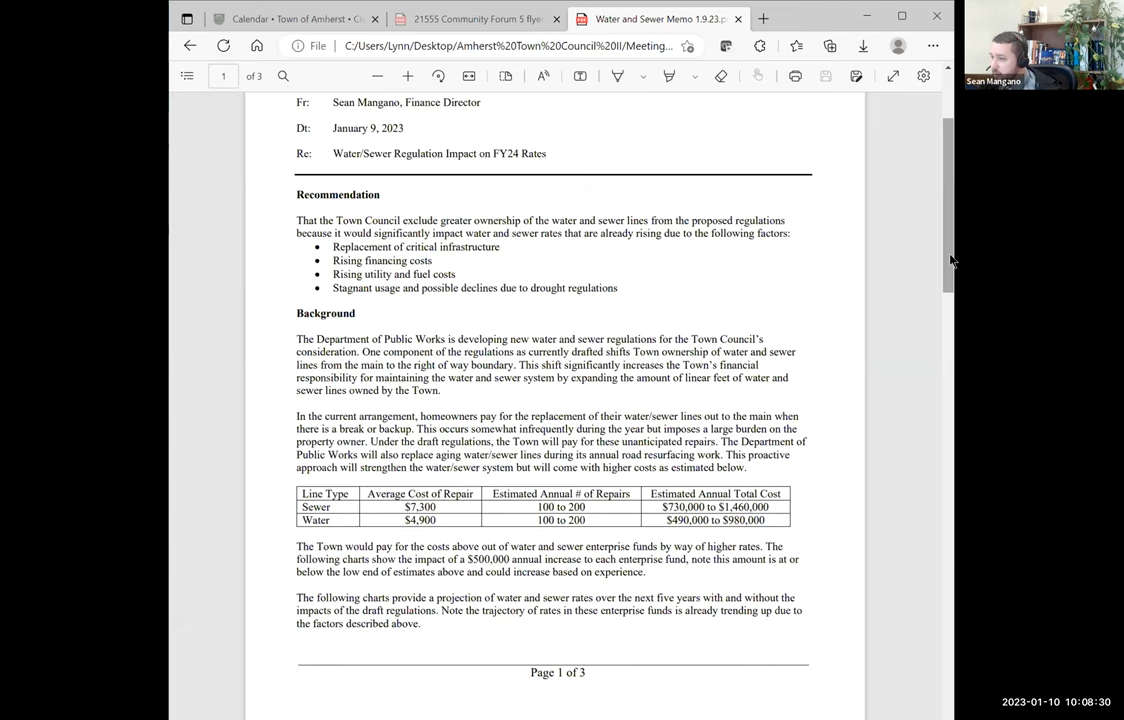 Calendar • Town of Amherst • C
21555 Community Forum 5 flye
Water and Sewer Memo 1.9.23.p
File
C:/Users/Lynn/Desktop/Amherst%20Town%20Council%20II/Meeting...
1
of 3
Sean Mangano
Fr: Sean Mangano, Finance Director
Dt: January 9, 2023
Re: Water/Sewer Regulation Impact on FY24 Rates
Recommendation
That the Town Council exclude greater ownership of the water and sewer lines from the proposed regulations
because it would significantly impact water and sewer rates that are already rising due to the following factors:
• Replacement of critical infrastructure
• Rising financing costs
• Rising utility and fuel costs
• Stagnant usage and possible declines due to drought regulations
Background
The Department of Public Works is developing new water and sewer regulations for the Town Council's
consideration. One component of the regulations as currently drafted shifts Town ownership of water and sewer
lines from the main to the right of way boundary. This shift significantly increases the Town's financial
responsibility for maintaining the water and sewer system by expanding the amount of linear feet of water and
sewer lines owned by the Town.
In the current arrangement, homeowners pay for the replacement of their water/sewer lines out to the main when
there is a break or backup. This occurs somewhat infrequently during the year but imposes a large burden on the
property owner. Under the draft regulations, the Town will pay for these unanticipated repairs. The Department of
Public Works will also replace aging water/sewer lines during its annual road resurfacing work. This proactive
approach will strengthen the water/sewer system but will come with higher costs as estimated below.
Line Type Average Cost of Repair Estimated Annual # of Repairs Estimated Annual Total Cost
Sewer $7,300 100 to 200 $730,000 to $1,460,000
Water $4,900 100 to 200 $490,000 to $980,000
The Town would pay for the costs above out of water and sewer enterprise funds by way of higher rates. The
following charts show the impact of a $500,000 annual increase to each enterprise fund, note this amount is at or
below the low end of estimates above and could increase based on experience.
The following charts provide a projection of water and sewer rates over the next five years with and without the
impacts of the draft regulations. Note the trajectory of rates in these enterprise funds is already trending up due to
the factors described above.
Page 1 of 3
2023-01-10 10:08:30